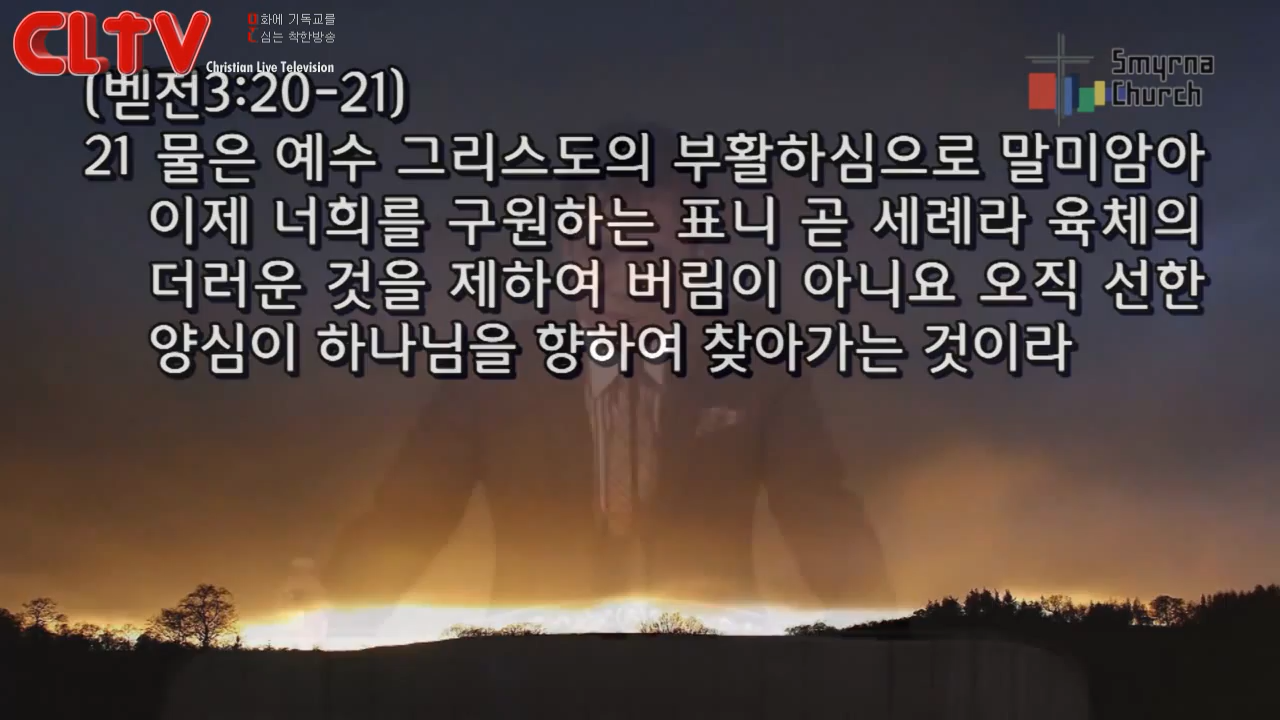 CLTV
문화에 기독교를
심는 착한방송
Christian Live Television
Smyrna
Church
(벧전3:20-21)
21 물은 예수 그리스도의 부활하심으로 말미암아
이제 너희를 구원하는 표니 곧 세례라 육체의
더러운 것을 제하여 버림이 아니요 오직 선한
양심이 하나님을 향하여 찾아가는 것이라